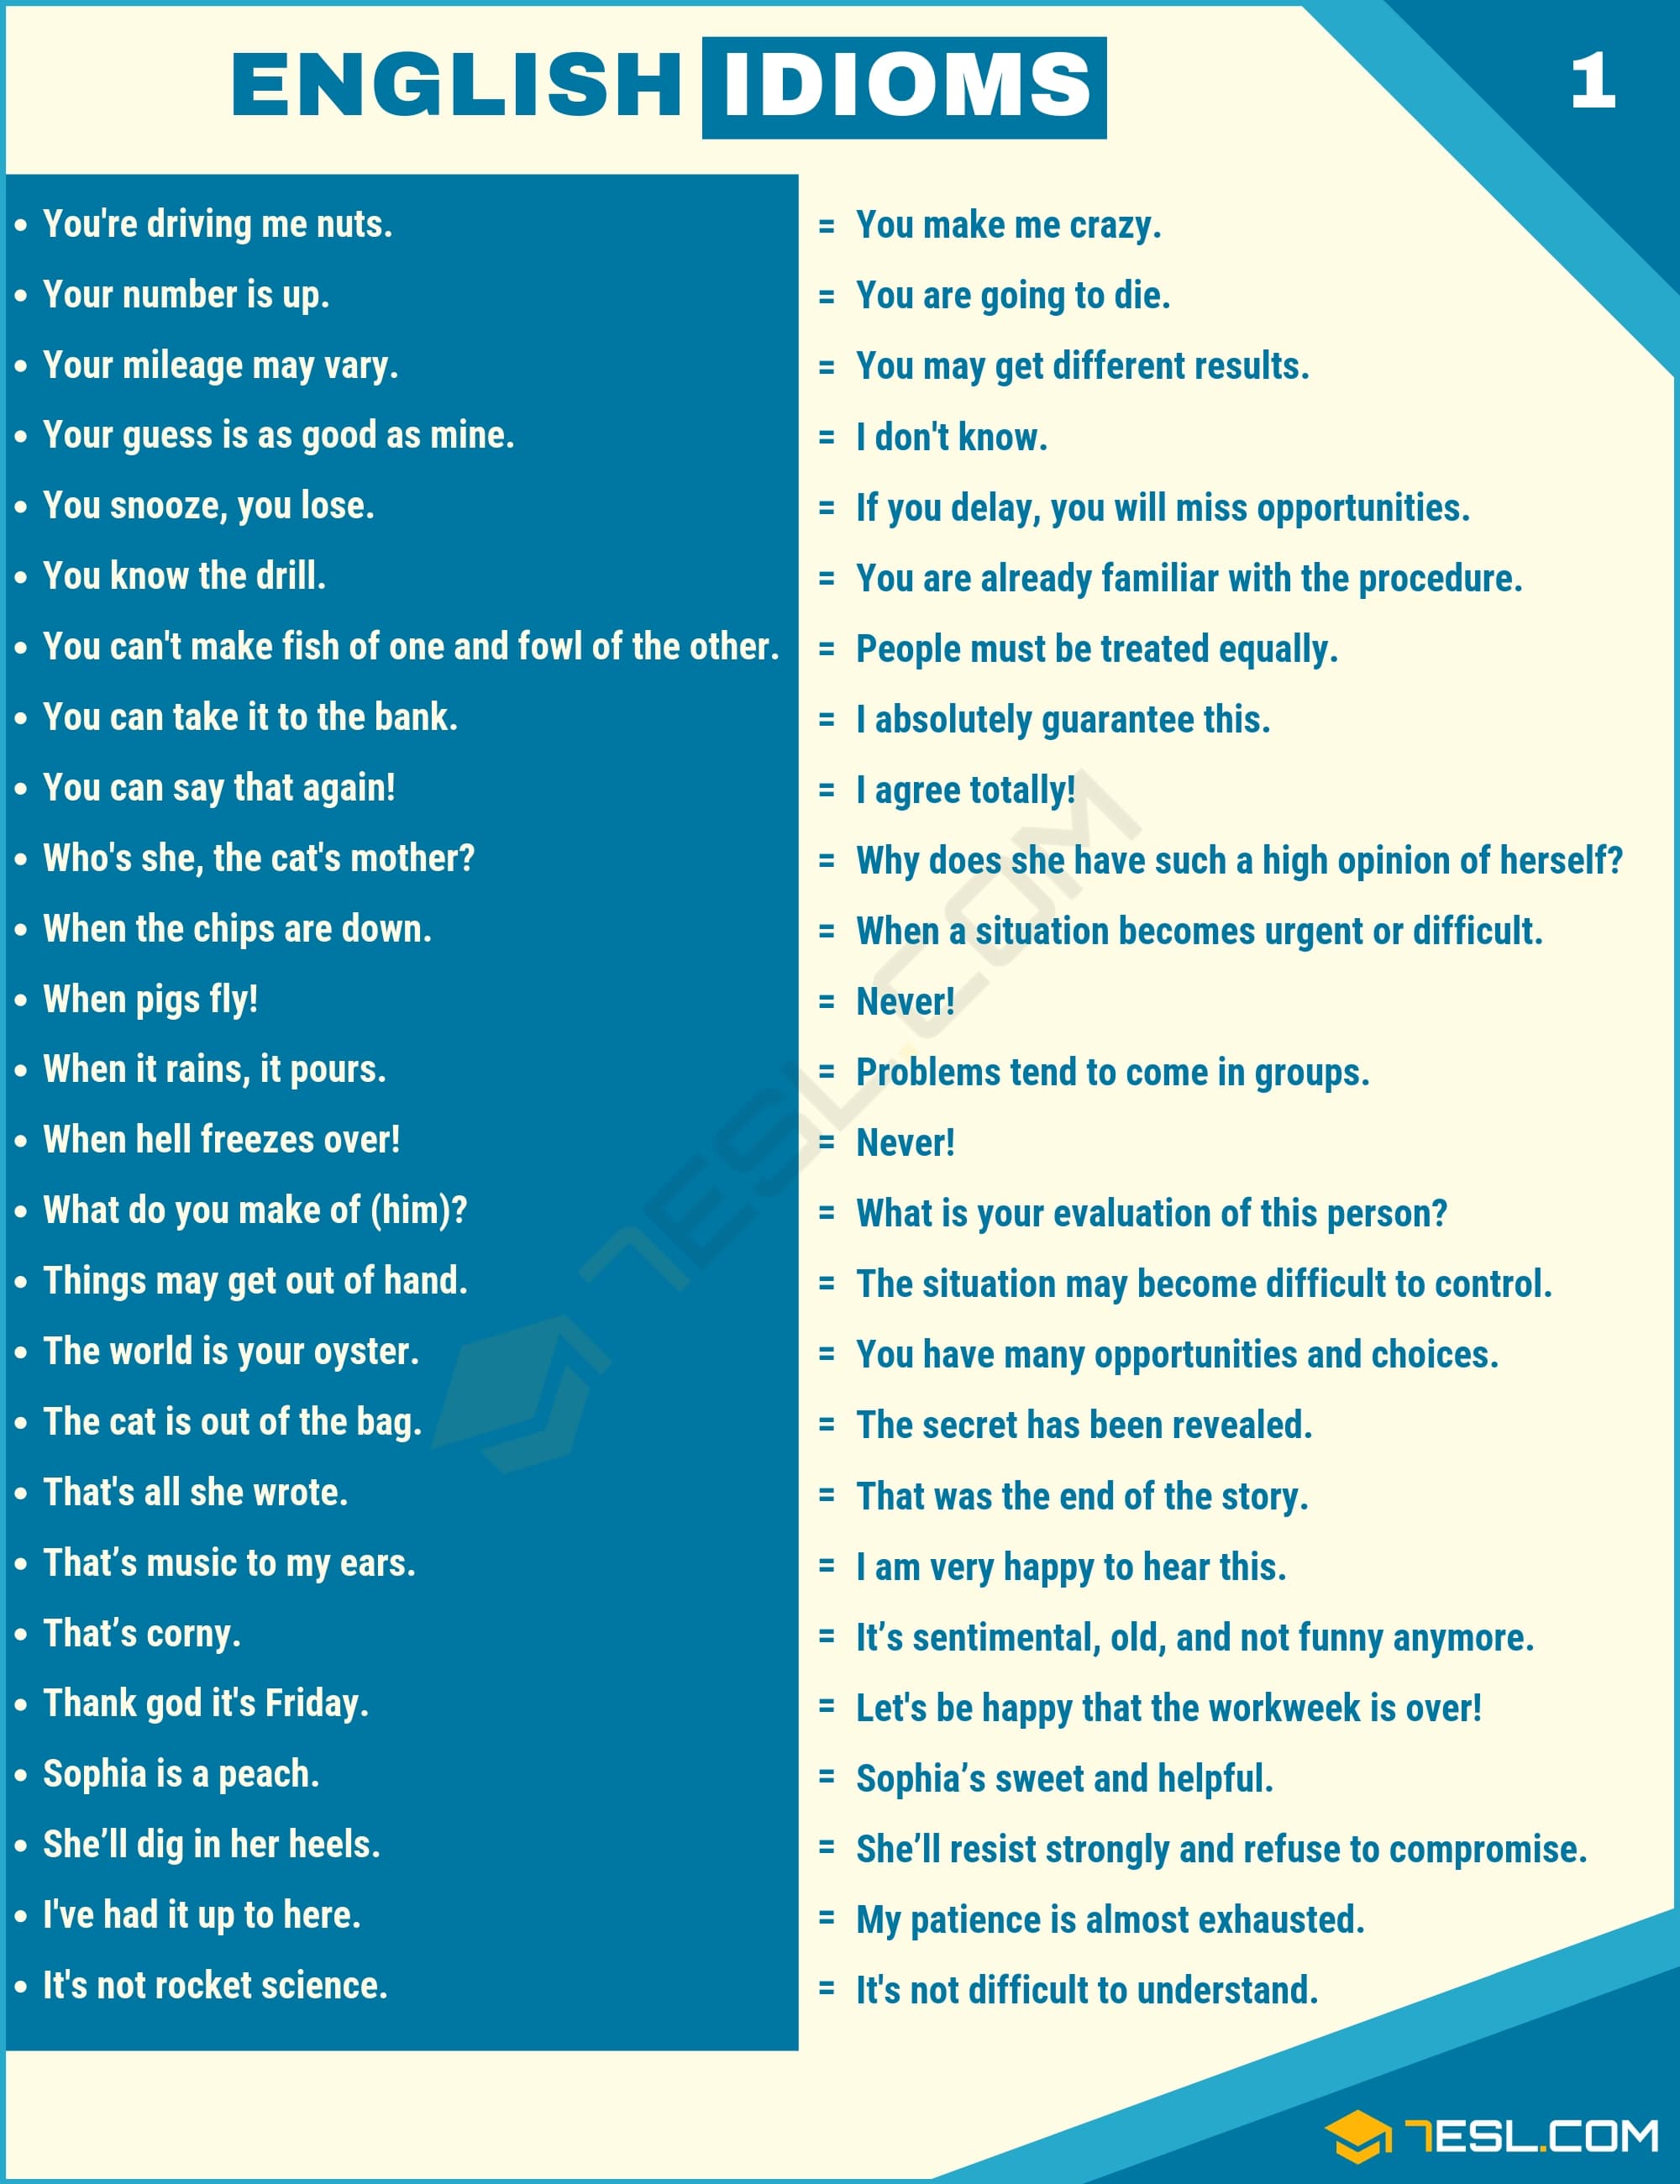 ENGLISH IDIOMS
1
• You're driving me nuts. = You make me crazy.
• Your number is up. = You are going to die.
• Your mileage may vary. = You may get different results.
• Your guess is as good as mine. = I don't know.
• You snooze, you lose. = If you delay, you will miss opportunities.
• You know the drill. = You are already familiar with the procedure.
• You can't make fish of one and fowl of the other. = People must be treated equally.
• You can take it to the bank. = I absolutely guarantee this.
• You can say that again! = I agree totally!
• Who's she, the cat's mother? = Why does she have such a high opinion of herself?
• When the chips are down. = When a situation becomes urgent or difficult.
• When pigs fly! = Never!
• When it rains, it pours. = Problems tend to come in groups.
• When hell freezes over! = Never!
• What do you make of (him)? = What is your evaluation of this person?
• Things may get out of hand. = The situation may become difficult to control.
• The world is your oyster. = You have many opportunities and choices.
• The cat is out of the bag. = The secret has been revealed.
• That's all she wrote. = That was the end of the story.
• That’s music to my ears. = I am very happy to hear this.
• That’s corny. = It’s sentimental, old, and not funny anymore.
• Thank god it's Friday. = Let's be happy that the workweek is over!
• Sophia is a peach. = Sophia’s sweet and helpful.
• She’ll dig in her heels. = She’ll resist strongly and refuse to compromise.
• I've had it up to here. = My patience is almost exhausted.
• It's not rocket science. = It's not difficult to understand.
7ESL.COM
7ESL.COM